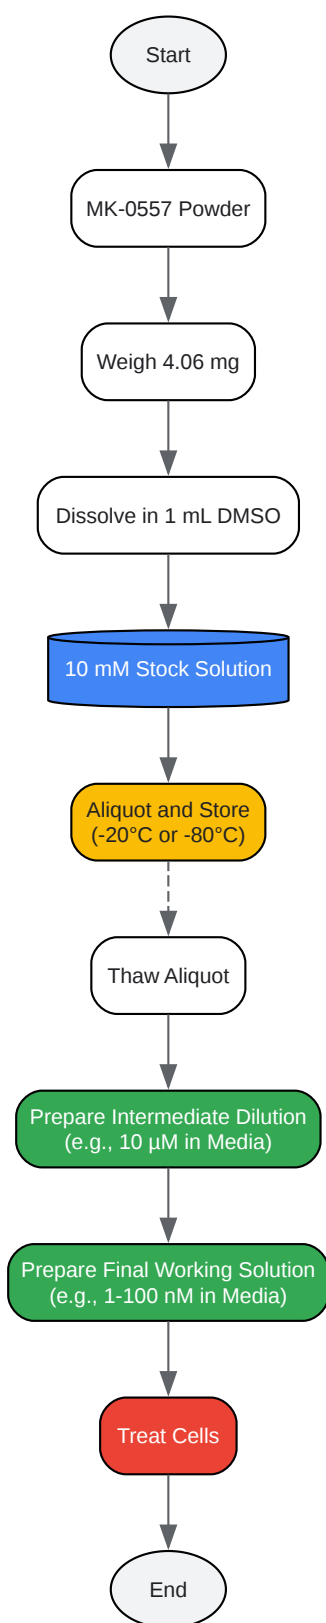 Start
MK-0557 Powder
Weigh 4.06 mg
Dissolve in 1 mL DMSO
10 mM Stock Solution
Aliquot and Store
(-20°C or -80°C)
Thaw Aliquot
Prepare Intermediate Dilution
(e.g., 10 µM in Media)
Prepare Final Working Solution
(e.g., 1-100 nM in Media)
Treat Cells
End